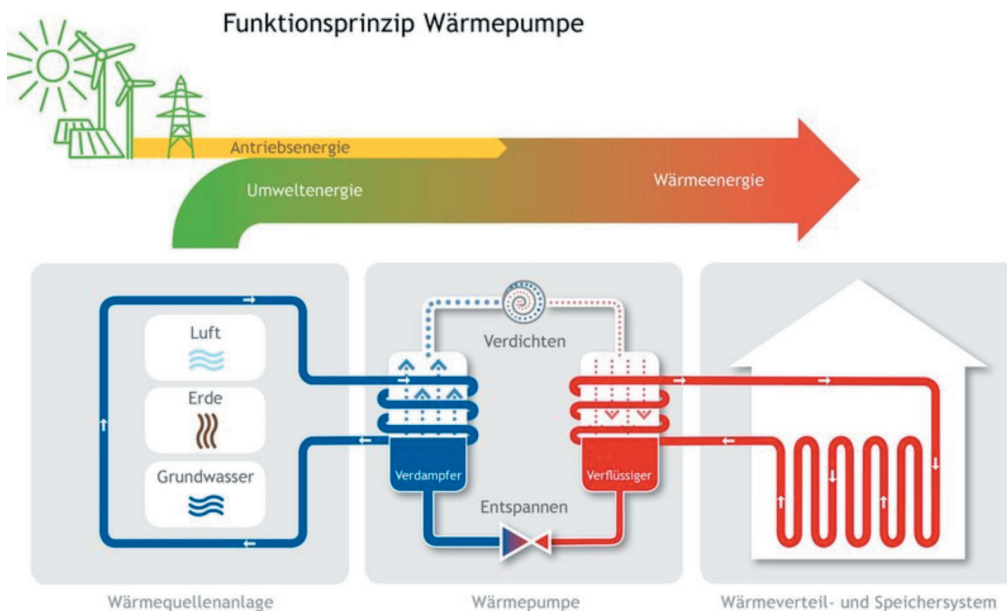 Funktionsprinzip Wärmepumpe
Antriebsenergie
Umweltenergie
Wärmeenergie
Luft
Erde
Grundwasser
Verdichten
Verdampfer
Verflüssiger
Entspannen
Wärmequellenanlage
Wärmepumpe
Wärmeverteil- und Speichersystem